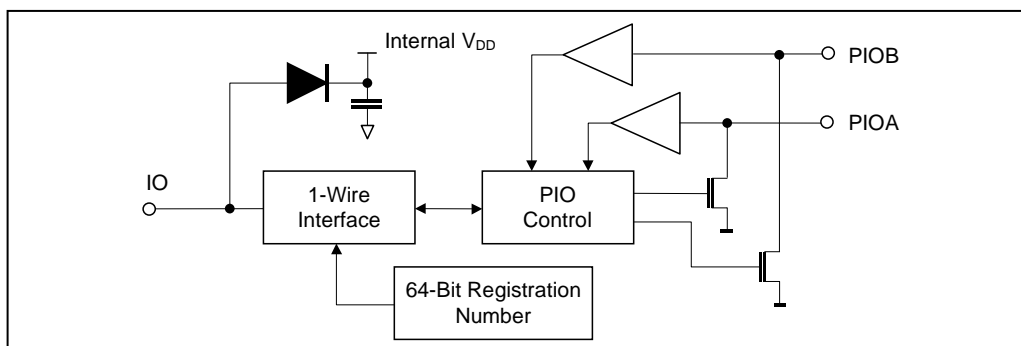 Internal VDD
PIOB
PIOA
IO
1-Wire
Interface
PIO
Control
64-Bit Registration
Number